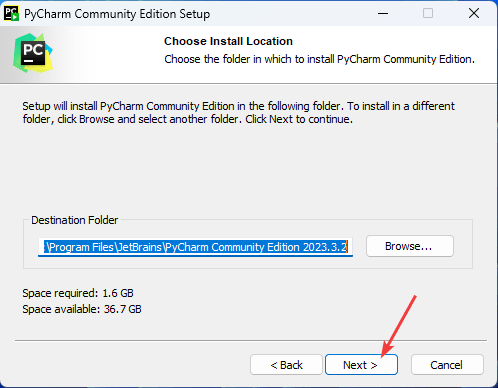 PyCharm Community Edition Setup
PC
Choose Install Location
Choose the folder in which to install PyCharm Community Edition.
Setup will install PyCharm Community Edition in the following folder. To install in a different
folder, click Browse and select another folder. Click Next to continue.
Destination Folder
:\Program Files\JetBrains\PyCharm Community Edition 2023.3.2
Browse...
Space required: 1.6 GB
Space available: 36.7 GB
< Back
Next >
Cancel